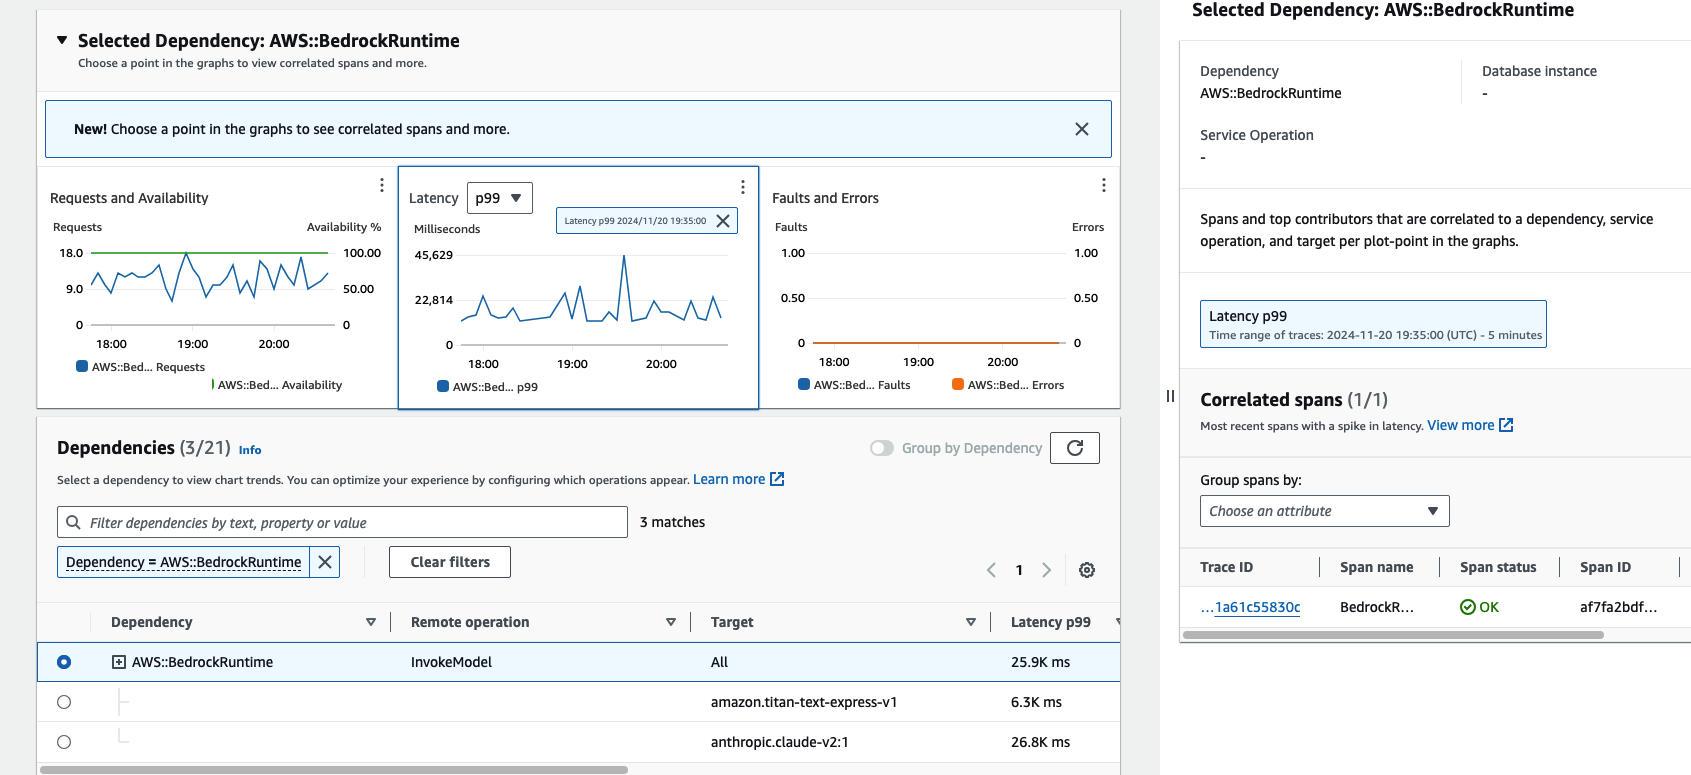 Selected Dependency: AWS::BedrockRuntime
Choose a point in the graphs to view correlated spans and more.
New! Choose a point in the graphs to see correlated spans and more.
Requests and Availability
Requests
Availability %
18.0
100.00
9.0
50.00
0
0
18:00
19:00
20:00
AWS::Bed... Requests
AWS::Bed... Availability
Latency
p99
Latency p99 2024/11/20 19:35:00
Milliseconds
45,629
22,814
0
18:00
19:00
20:00
AWS::Bed... p99
Faults and Errors
Faults
Errors
1.00
1.00
0.50
0.50
0
0
18:00
19:00
20:00
AWS::Bed... Faults
AWS::Bed... Errors
Dependencies (3/21) Info
Group by Dependency
Select a dependency to view chart trends. You can optimize your experience by configuring which operations appear. Learn more
Filter dependencies by text, property or value
3 matches
Dependency = AWS::BedrockRuntime
Clear filters
1
Dependency
Remote operation
Target
Latency p99
AWS::BedrockRuntime
InvokeModel
All
25.9K ms
amazon.titan-text-express-v1
6.3K ms
anthropic.claude-v2:1
26.8K ms
Selected Dependency: AWS::BedrockRuntime
Dependency
AWS::BedrockRuntime
Database instance
-
Service Operation
-
Spans and top contributors that are correlated to a dependency, service
operation, and target per plot-point in the graphs.
Latency p99
Time range of traces: 2024-11-20 19:35:00 (UTC) - 5 minutes
Correlated spans (1/1)
Most recent spans with a spike in latency. View more
Group spans by:
Choose an attribute
Trace ID
Span name
Span status
Span ID
...1a61c55830c
BedrockR...
OK
af7fa2bdf...